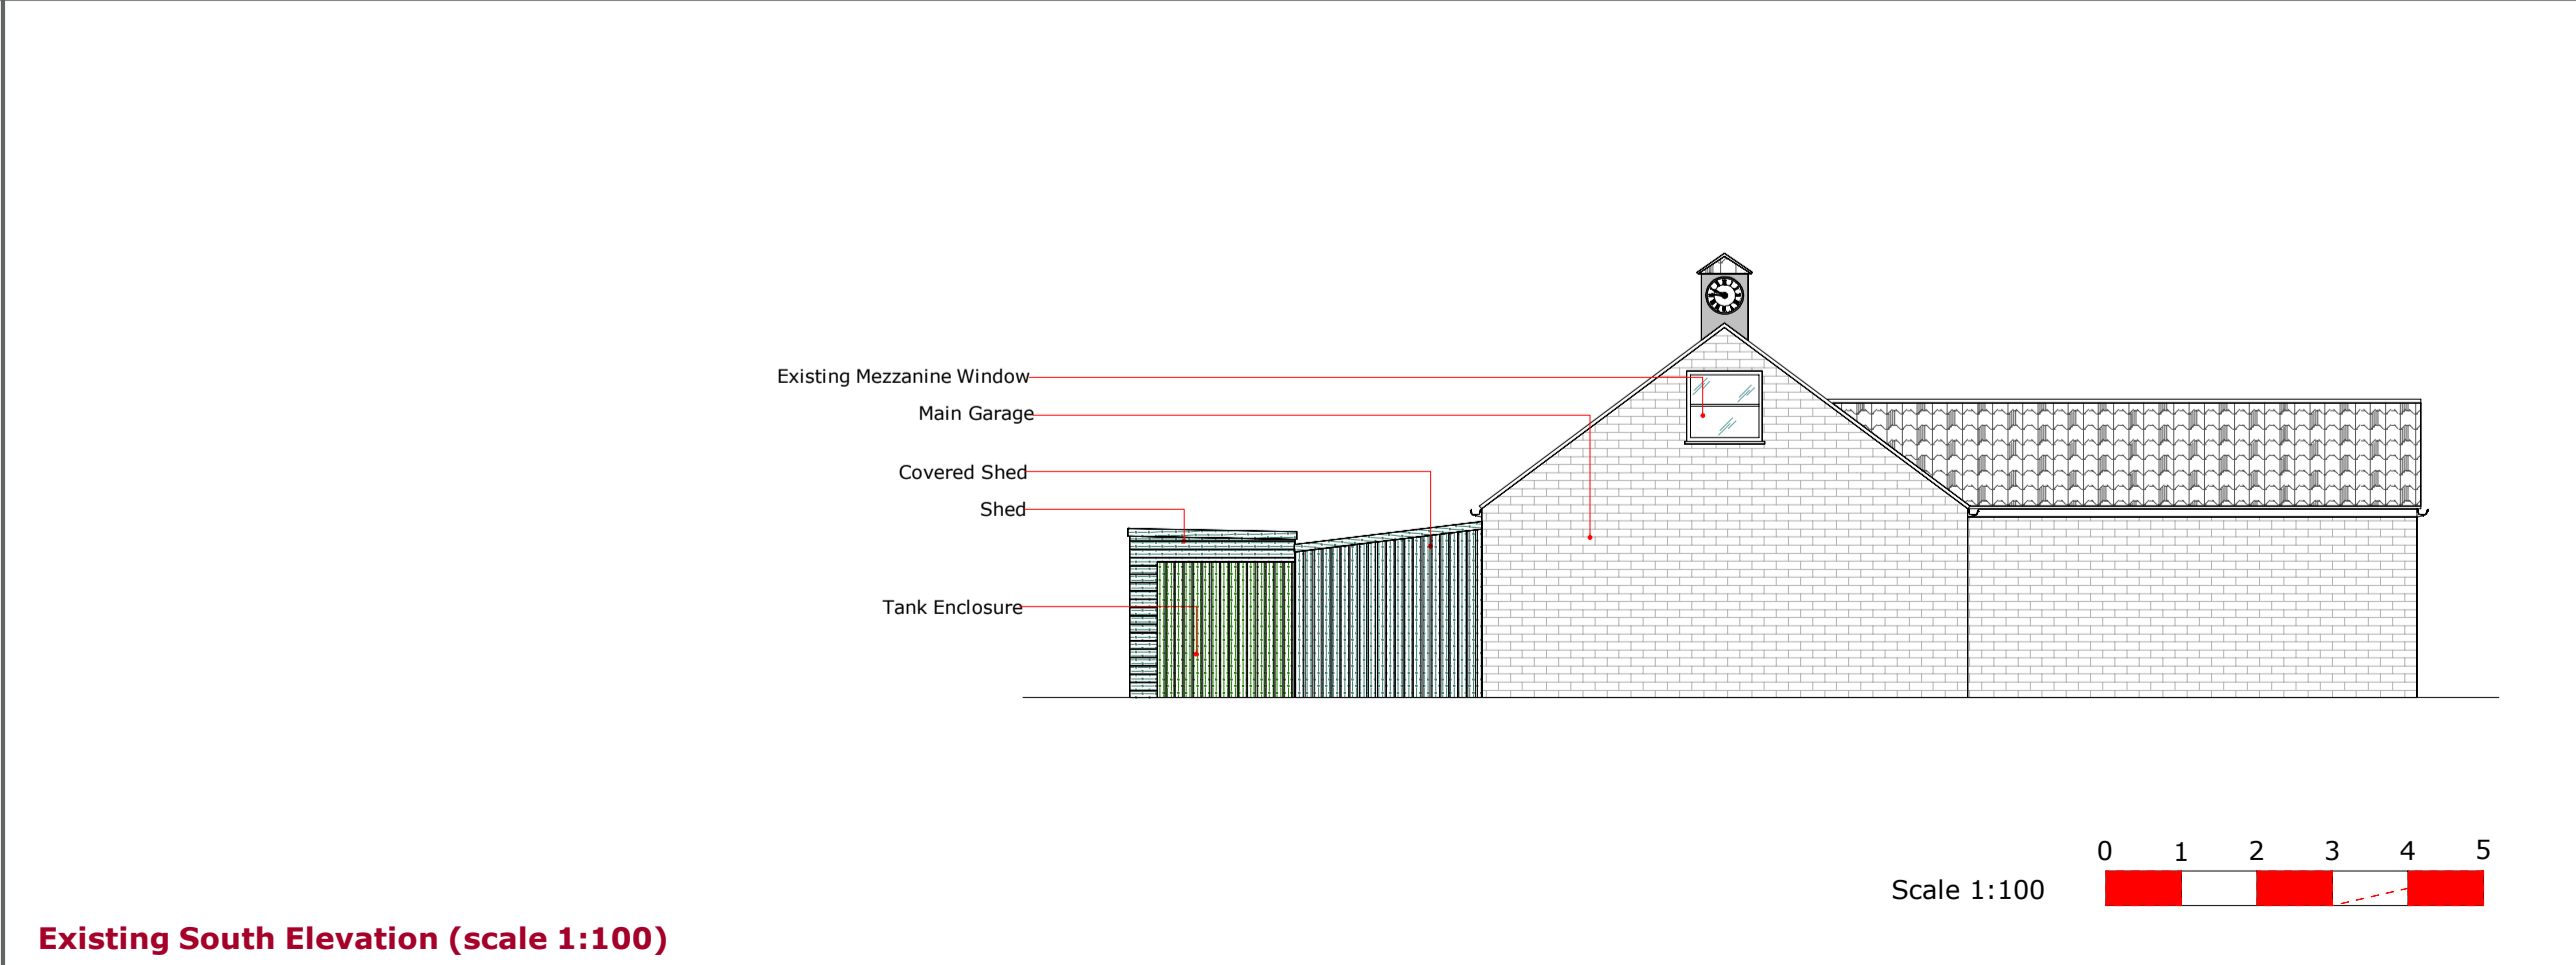 Existing Mezzanine Window
Main Garage
Covered Shed
Shed
Tank Enclosure
0 1 2 3 4 5
Scale 1:100
Existing South Elevation (scale 1:100)